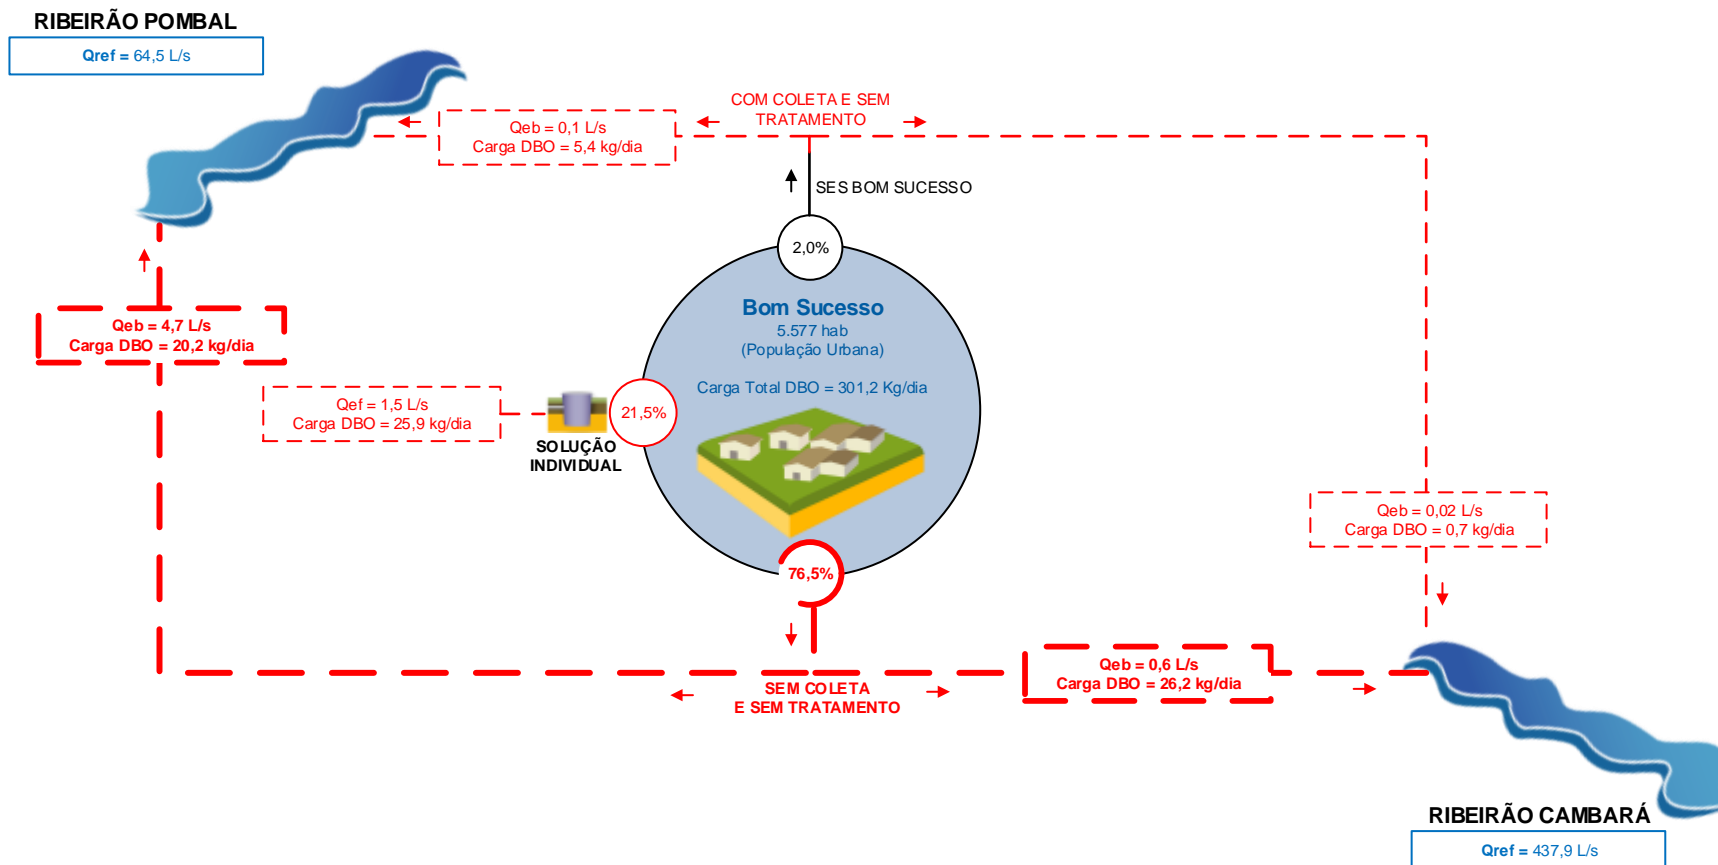 RIBEIRÃO POMBAL
Qref = 64,5 L/s
COM COLETA E SEM
TRATAMENTO
Qeb = 0,1 L/s
Carga DBO = 5,4 kg/dia
SES BOM SUCESSO
2,0%
Bom Sucesso
5.577 hab
(População Urbana)
Carga Total DBO = 301,2 Kg/dia
Qeb = 4,7 L/s
Carga DBO = 20,2 kg/dia
Qef = 1,5 L/s
Carga DBO = 25,9 kg/dia
21,5%
SOLUÇÃO
INDIVIDUAL
Qeb = 0,02 L/s
Carga DBO = 0,7 kg/dia
76,5%
Qeb = 0,6 L/s
Carga DBO = 26,2 kg/dia
SEM COLETA
E SEM TRATAMENTO
RIBEIRÃO CAMBARÁ
Qref = 437,9 L/s